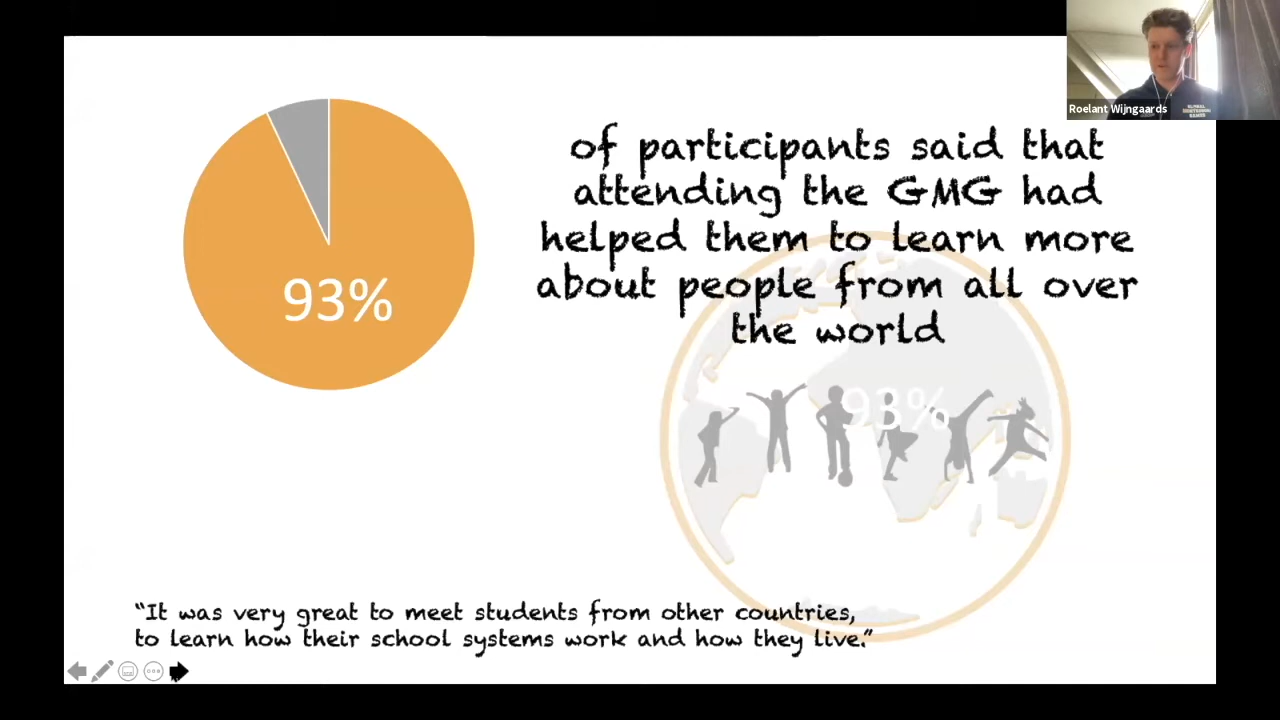 Roelant Wijngaards
of participants said that
attending the GMG had
helped them to learn more
about people from all over
the world
93%
93%
“It was very great to meet students from other countries,
to learn how their school systems work and how they live.”